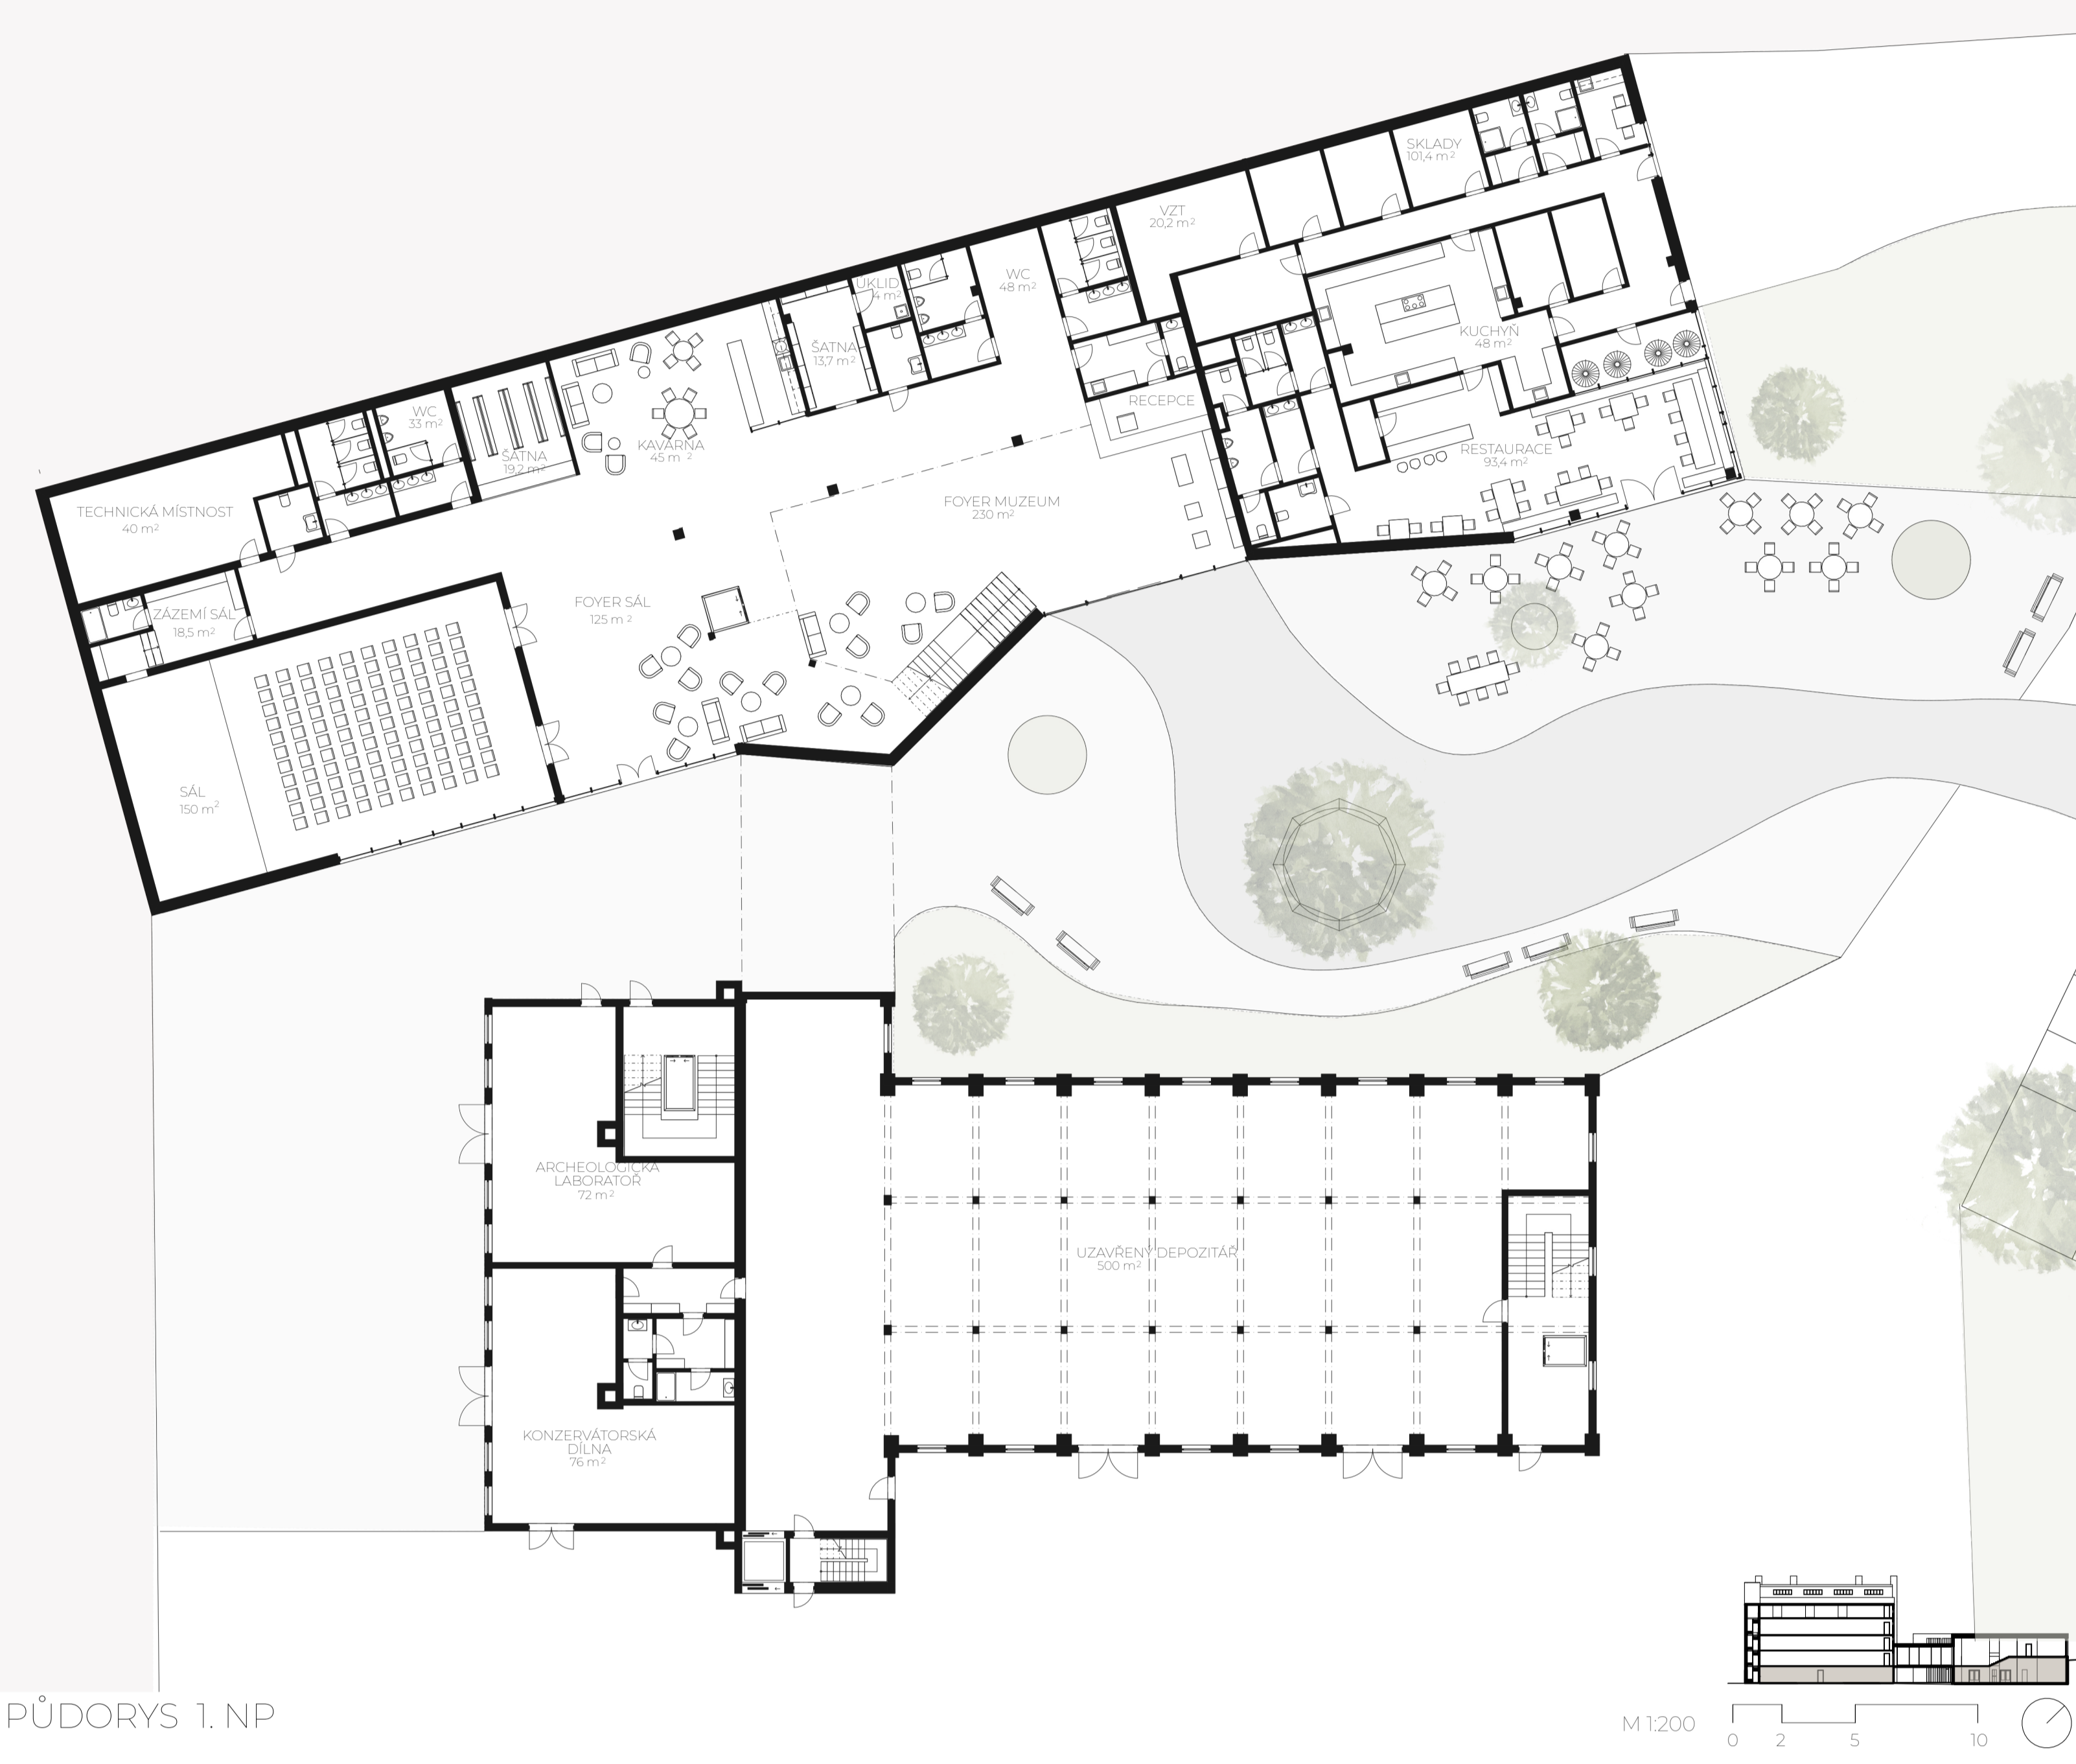 SKLADY
101,4 m²
VZT
20,2 m²
WC
48 m²
ÚKLID
4 m²
ŠATNA
13,7 m²
KUCHYŇ
48 m²
RECEPCE
WC
33 m²
KAVÁRNA
45 m²
ŠATNA
19,2 m²
RESTAURACE
93,4 m²
TECHNICKÁ MÍSTNOST
40 m²
FOYER MUZEUM
230 m²
ZÁZEMÍ SÁL
18,5 m²
FOYER SÁL
125 m²
SÁL
150 m²
ARCHEOLOGICKÁ
LABORATOŘ
72 m²
UZAVŘENÝ DEPOZITÁŘ
500 m²
KONZERVÁTORSKÁ
DÍLNA
76 m²
PŮDORYS 1. NP
M 1:200
0 2 5 10